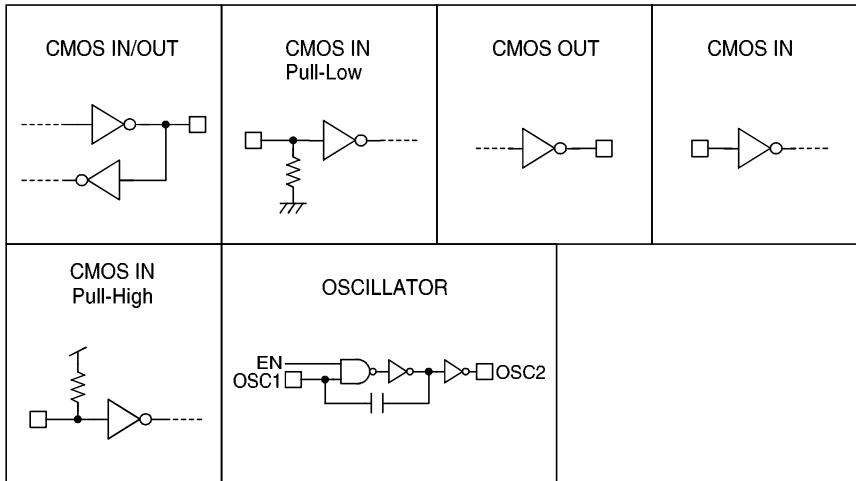 CMOS IN/OUT
CMOS IN
Pull-Low
CMOS OUT
CMOS IN
CMOS IN
Pull-High
OSCILLATOR
EN
OSC1
OSC2